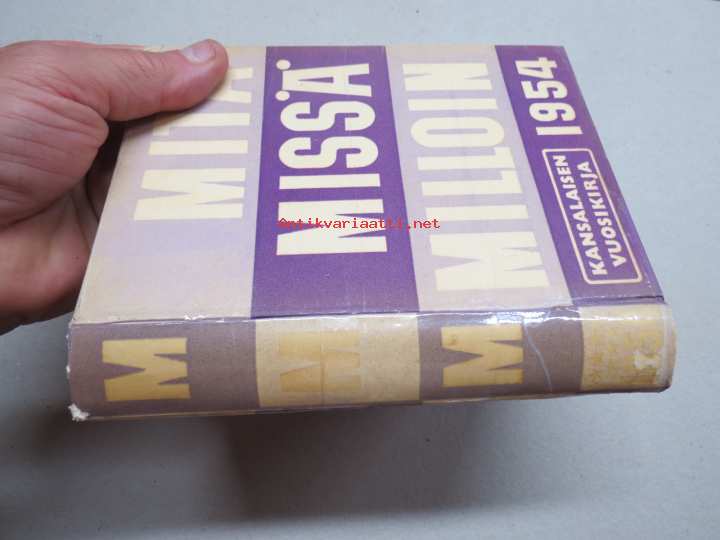 MITÄ
MISSÄ
MILLOIN
1954
KANSALAISEN
VUOSIKIRJA
M
M
M
Antikvariaatti.net